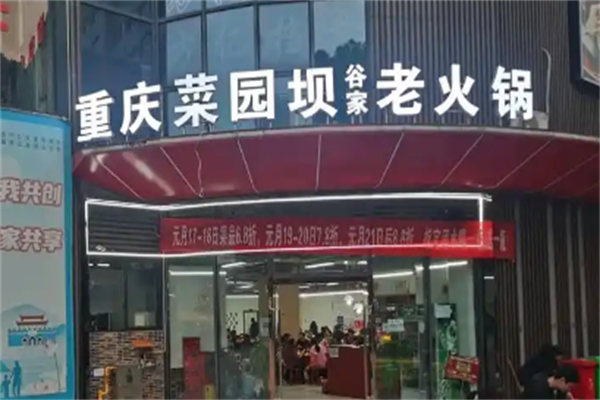 重庆菜园坝谷家老火锅
元月17-18日菜品6.8折，元月19-20日7.8折，元月21日后8.8折
我共创
家共享